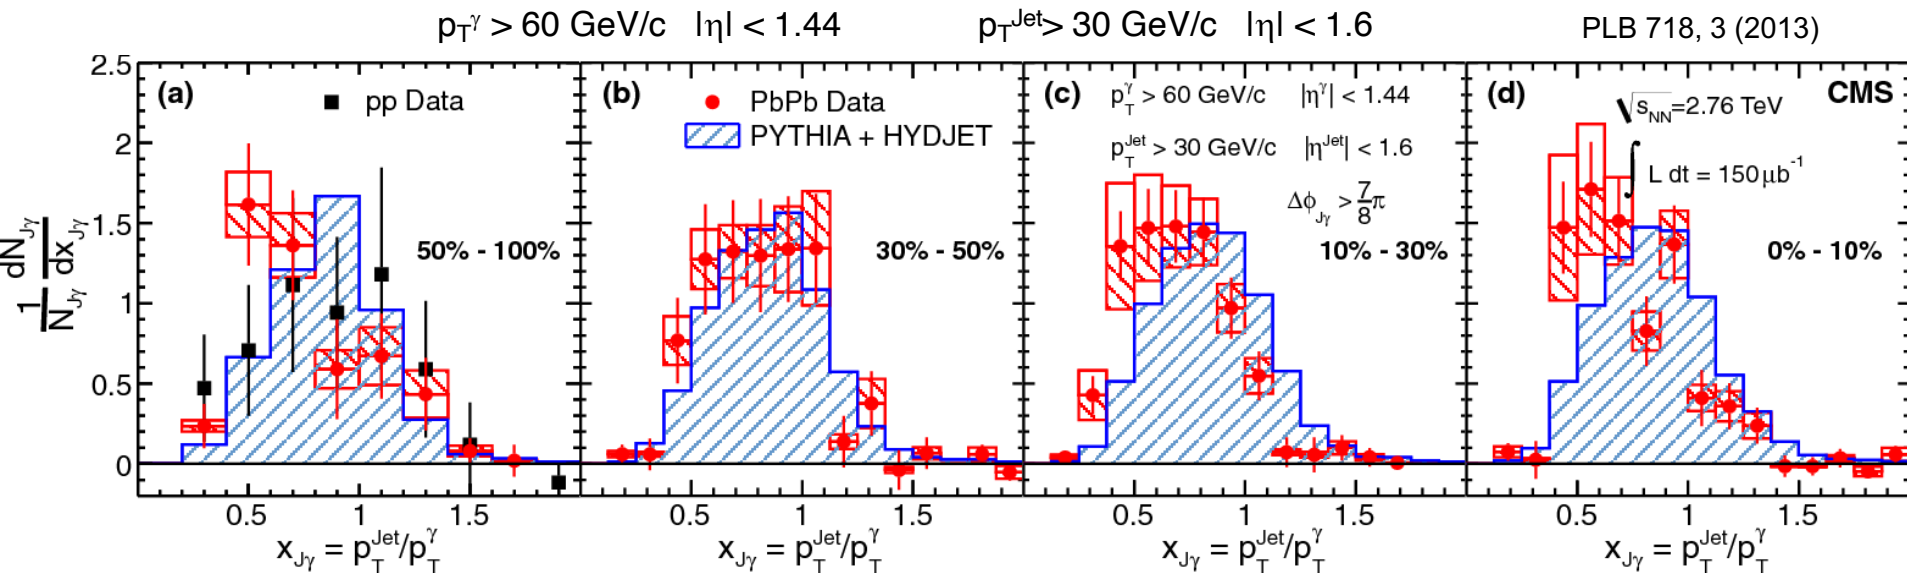 p_T^γ > 60 GeV/c |η| < 1.44 p_T^Jet > 30 GeV/c |η| < 1.6 PLB 718, 3 (2013)
(a) pp Data
50% - 100%
(b) PbPb Data
PYTHIA + HYDJET
30% - 50%
(c) p_T^γ > 60 GeV/c |η^γ| < 1.44
p_T^Jet > 30 GeV/c |η^Jet| < 1.6
Δϕ_Jγ > 7/8 π
10% - 30%
(d) CMS
√s_NN=2.76 TeV
∫ L dt = 150 μb^-1
0% - 10%
1/N_Jγ dN_Jγ/dx_Jγ
2.5
2
1.5
1
0.5
0
0.5 1 1.5 0.5 1 1.5 0.5 1 1.5 0.5 1 1.5
x_Jγ = p_T^Jet/p_T^γ x_Jγ = p_T^Jet/p_T^γ x_Jγ = p_T^Jet/p_T^γ x_Jγ = p_T^Jet/p_T^γ